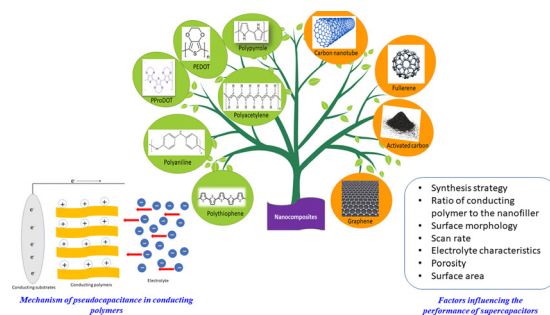 Polypyrrole
Carbon nanotube
PEDOT
Fullerene
PProDOT
Polyacetylene
Activated carbon
Polyaniline
Polythiophene
Nanocomposites
Graphene
e⁻
Conducting substrates
Conducting polymers
Electrolyte
Mechanism of pseudocapacitance in conducting
polymers
• Synthesis strategy
• Ratio of conducting
polymer to the nanofiller
• Surface morphology
• Scan rate
• Electrolyte characteristics
• Porosity
• Surface area
Factors influencing the
performance of supercapacitors